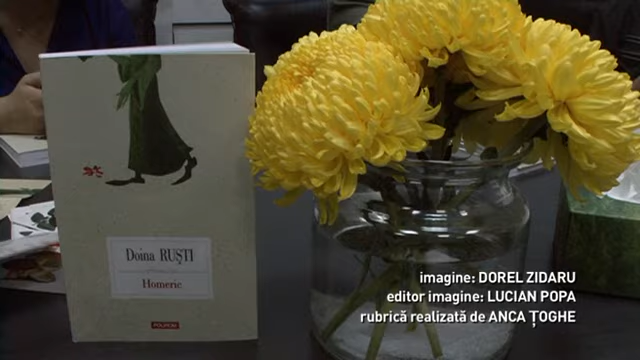 Doina RUȘTI
Homeric
POLIROM
imagine: DOREL ZIDARU
editor imagine: LUCIAN POPA
rubrică realizată de ANCA ȚOGHE